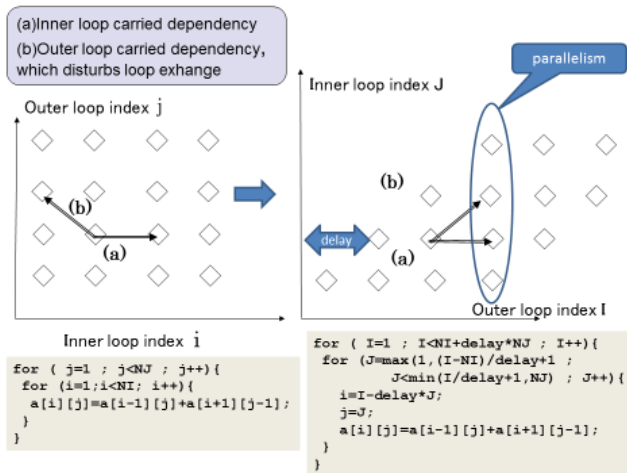 (a)Inner loop carried dependency
(b)Outer loop carried dependency,
which disturbs loop exhange
Outer loop index j
(b)
(a)
Inner loop index i
for ( j=1 ; j<NJ ; j++){
for (i=1;i<NI; i++){
a[i][j]=a[i-1][j]+a[i+1][j-1];
}
}
parallelism
Inner loop index J
(b)
delay
(a)
Outer loop index I
for ( I=1 ; I<NI+delay*NJ ; I++){
for (J=max(1,(I-NI)/delay+1 ;
J<min(I/delay+1,NJ) ; J++){
i=I-delay*J;
j=J;
a[i][j]=a[i-1][j]+a[i+1][j-1];
}
}